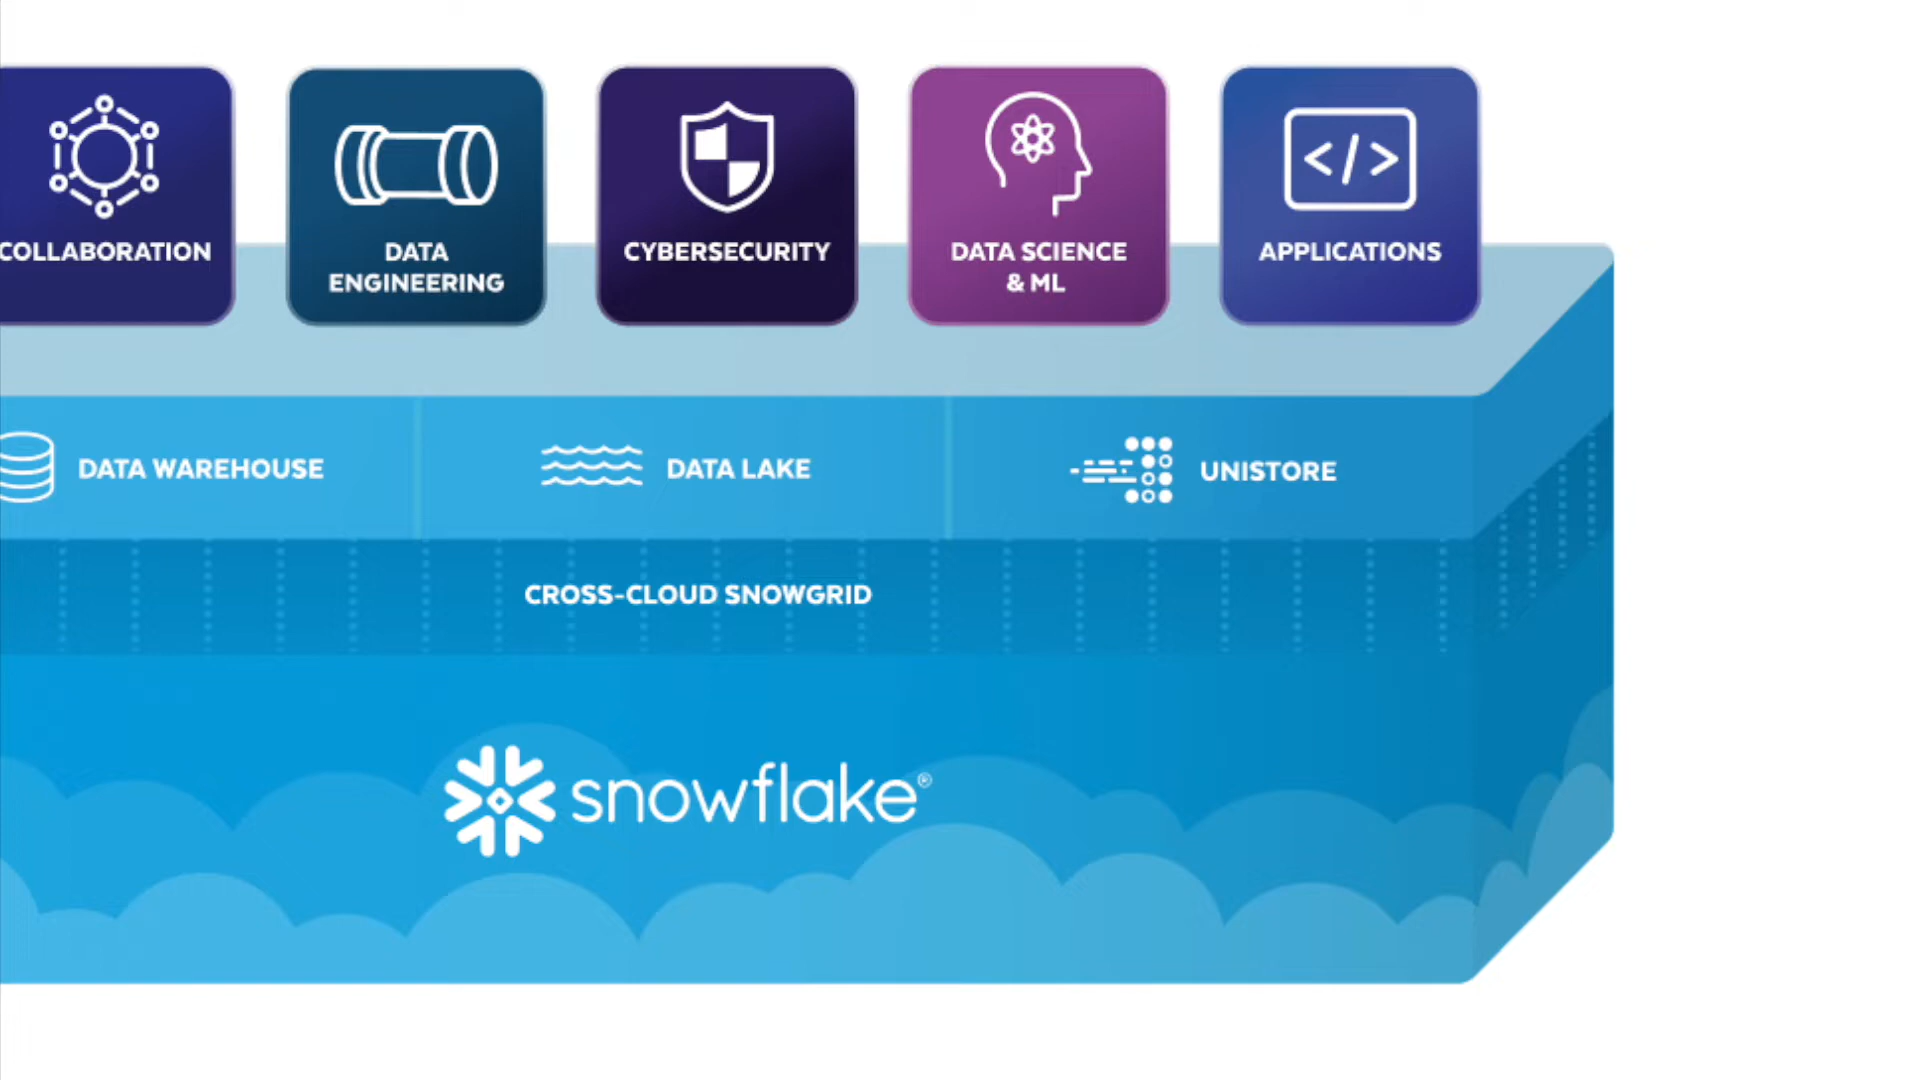 COLLABORATION
DATA
ENGINEERING
CYBERSECURITY
DATA SCIENCE
& ML
APPLICATIONS
DATA WAREHOUSE
DATA LAKE
UNISTORE
CROSS-CLOUD SNOWGRID
snowflake®